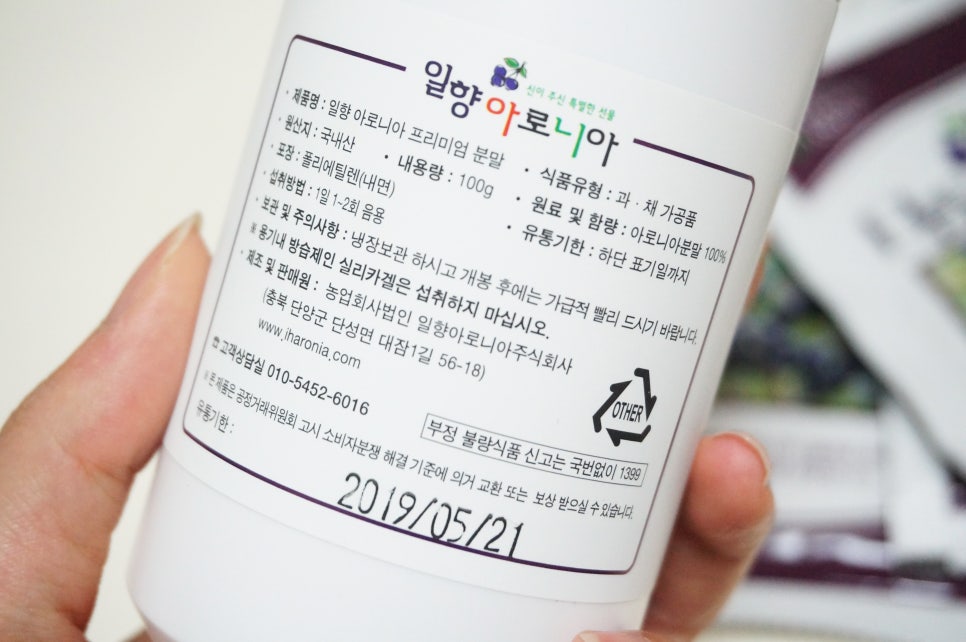 신이 주신 특별한 선물
일향 아로니아
· 제품명 : 일향 아로니아 프리미엄 분말
· 식품유형 : 과 · 채 가공품
· 원산지 : 국내산
· 내용량 : 100g
· 원료 및 함량 : 아로니아분말 100%
· 포장 : 폴리에틸렌(내면)
· 유통기한 : 하단 표기일까지
· 섭취방법 : 1일 1~2회 음용
· 보관 및 주의사항 : 냉장보관 하시고 개봉 후에는 가급적 빨리 드시기 바랍니다.
※ 용기내 방습제인 실리카겔은 섭취하지 마십시오.
· 제조 및 판매원 : 농업회사법인 일향아로니아주식회사
(충북 단양군 단성면 대잠1길 56-18)
www.iharonia.com
☎ 고객상담실 010-5452-6016
OTHER
부정 불량식품 신고는 국번없이 1399
※ 본 제품은 공정거래위원회 고시 소비자분쟁 해결 기준에 의거 교환 또는 보상 받으실 수 있습니다.
유통기한 :
2019/05/21